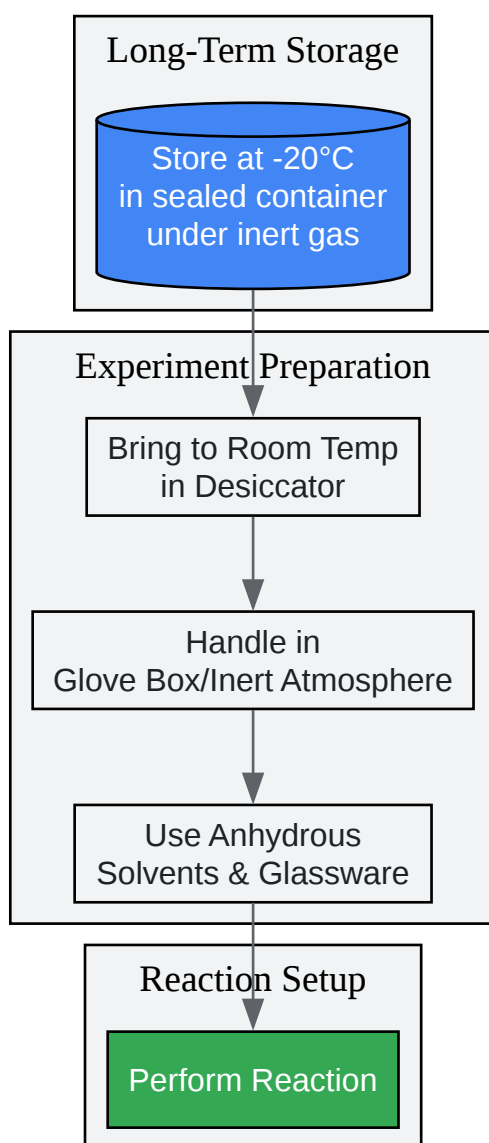 Long-Term Storage
Store at -20°C
in sealed container
under inert gas
Experiment Preparation
Bring to Room Temp
in Desiccator
Handle in
Glove Box/Inert Atmosphere
Use Anhydrous
Solvents & Glassware
Reaction Setup
Perform Reaction